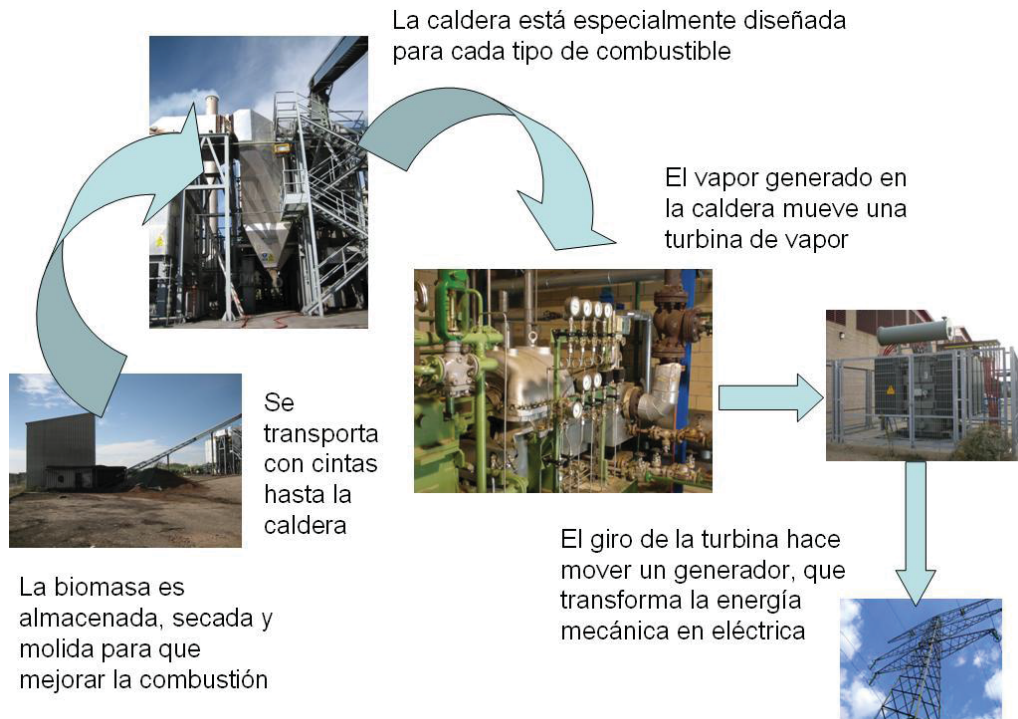 La caldera está especialmente diseñada
para cada tipo de combustible
El vapor generado en
la caldera mueve una
turbina de vapor
Se
transporta
con cintas
hasta la
caldera
La biomasa es
almacenada, secada y
molida para que
mejorar la combustión
El giro de la turbina hace
mover un generador, que
transforma la energía
mecánica en eléctrica